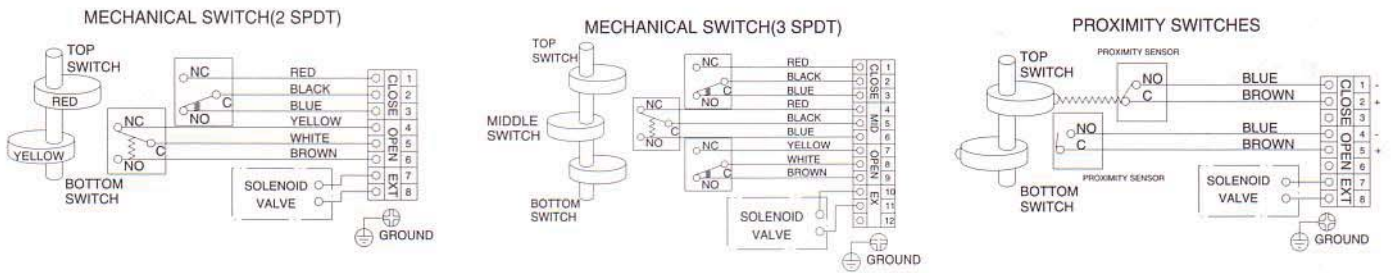 MECHANICAL SWITCH(2 SPDT)
TOP
SWITCH
RED
YELLOW
BOTTOM
SWITCH
NC
C
NO
NC
C
NO
RED
BLACK
BLUE
YELLOW
WHITE
BROWN
SOLENOID
VALVE
CLOSE
OPEN
EXT
1
2
3
4
5
6
7
8
GROUND
MECHANICAL SWITCH(3 SPDT)
TOP
SWITCH
MIDDLE
SWITCH
BOTTOM
SWITCH
NC
C
NO
NC
C
NO
NC
C
NO
RED
BLACK
BLUE
RED
BLACK
BLUE
YELLOW
WHITE
BROWN
SOLENOID
VALVE
CLOSE
MID
OPEN
EX
1
2
3
4
5
6
7
8
9
10
11
12
GROUND
PROXIMITY SWITCHES
TOP
SWITCH
PROXIMITY SENSOR
NO
C
NO
C
PROXIMITY SENSOR
BOTTOM
SWITCH
BLUE
BROWN
BLUE
BROWN
SOLENOID
VALVE
CLOSE
OPEN
EXT
1 -
2 +
3
4 -
5 +
6
7
8
GROUND